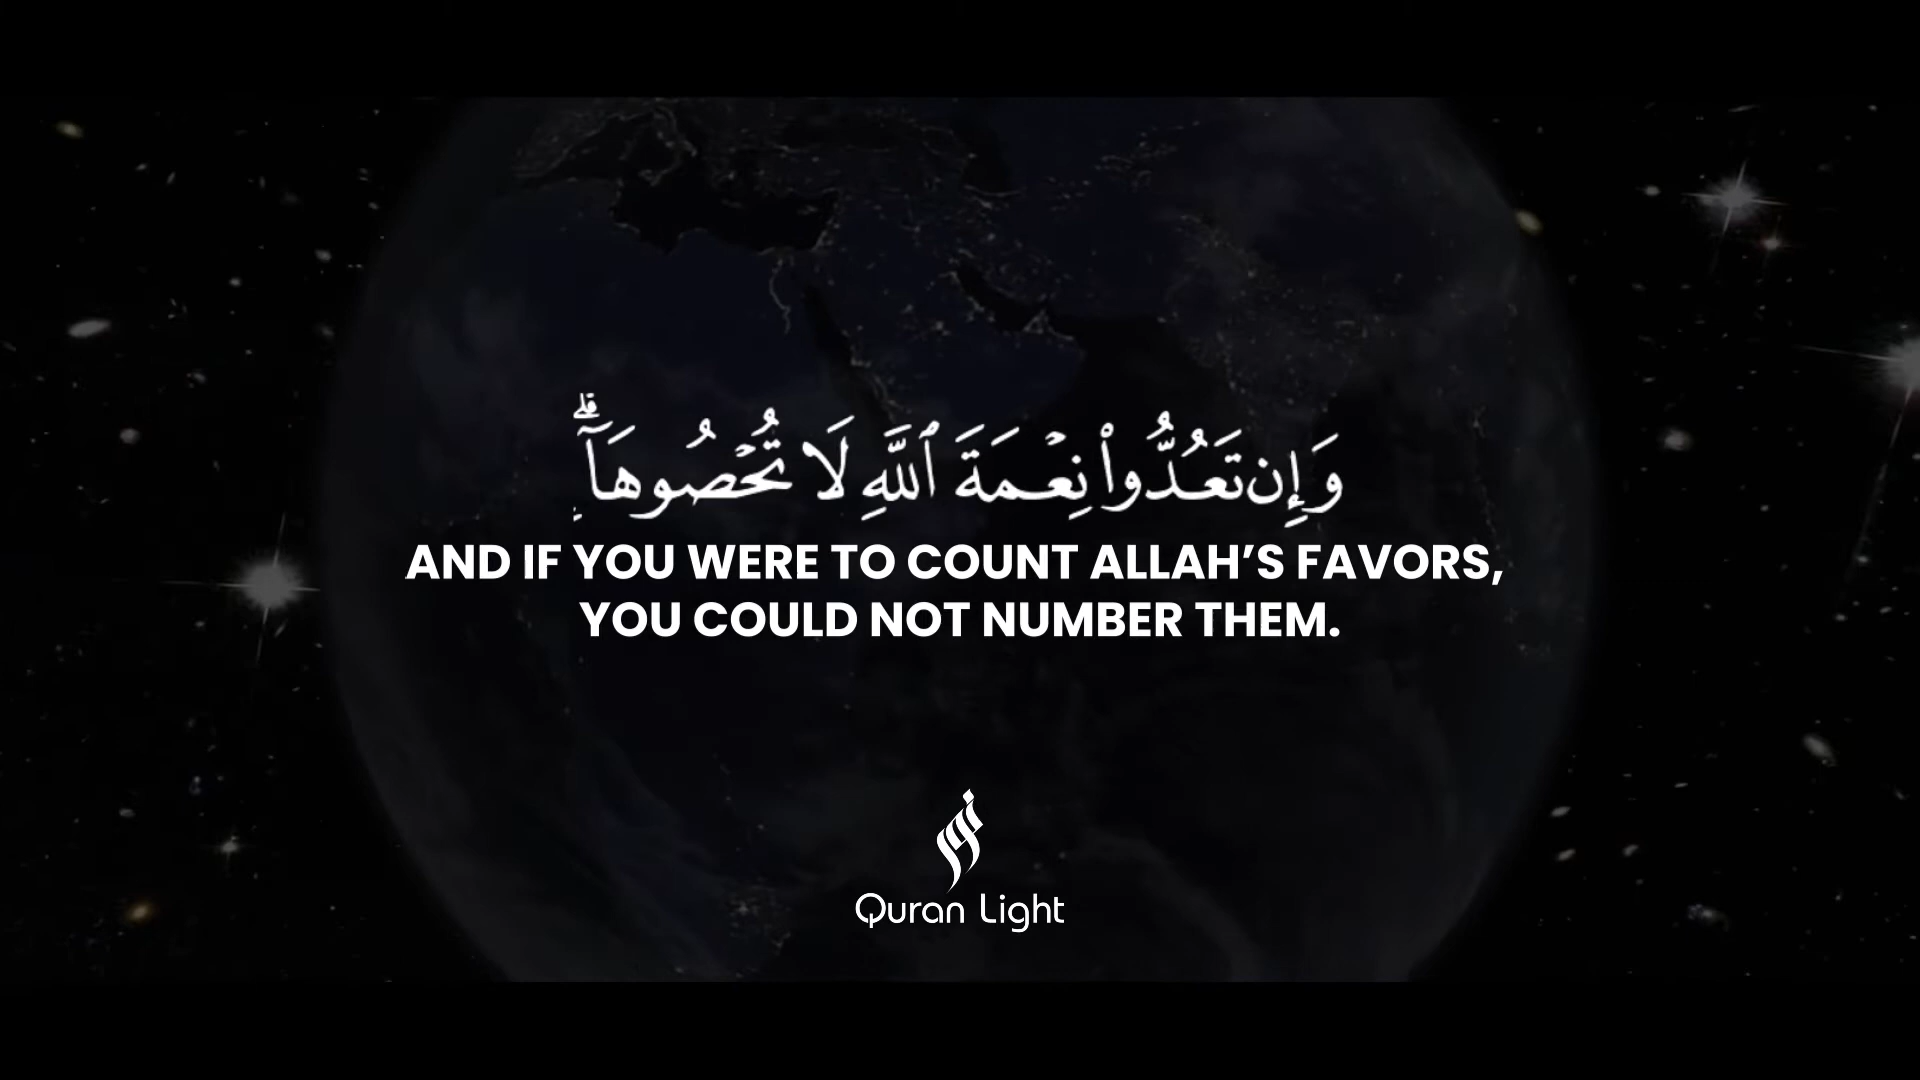 وَإِن تَعُدُّوا۟ نِعْمَةَ ٱللَّهِ لَا تُحْصُوهَآ ۗ
AND IF YOU WERE TO COUNT ALLAH’S FAVORS,
YOU COULD NOT NUMBER THEM.
Quran Light